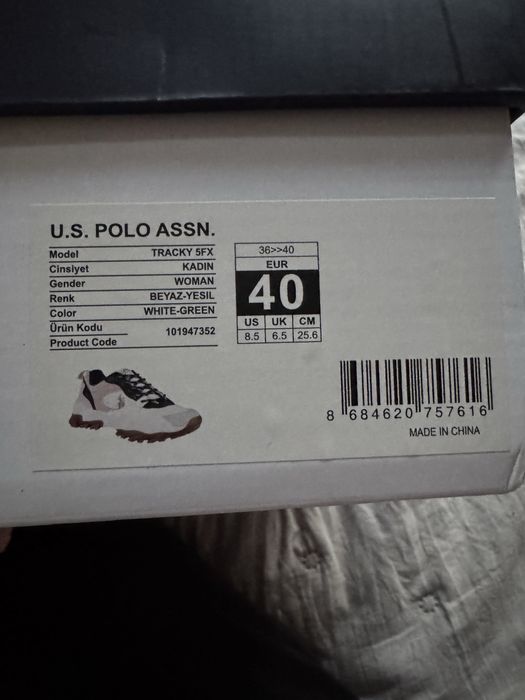 U.S. POLO ASSN.
Model TRACKY 5FX
Cinsiyet KADIN
Gender WOMAN
Renk BEYAZ-YESIL
Color WHITE-GREEN
Ürün Kodu 101947352
Product Code
36>>40
EUR
40
US UK CM
8.5 6.5 25.6
8 684620 757616
MADE IN CHINA